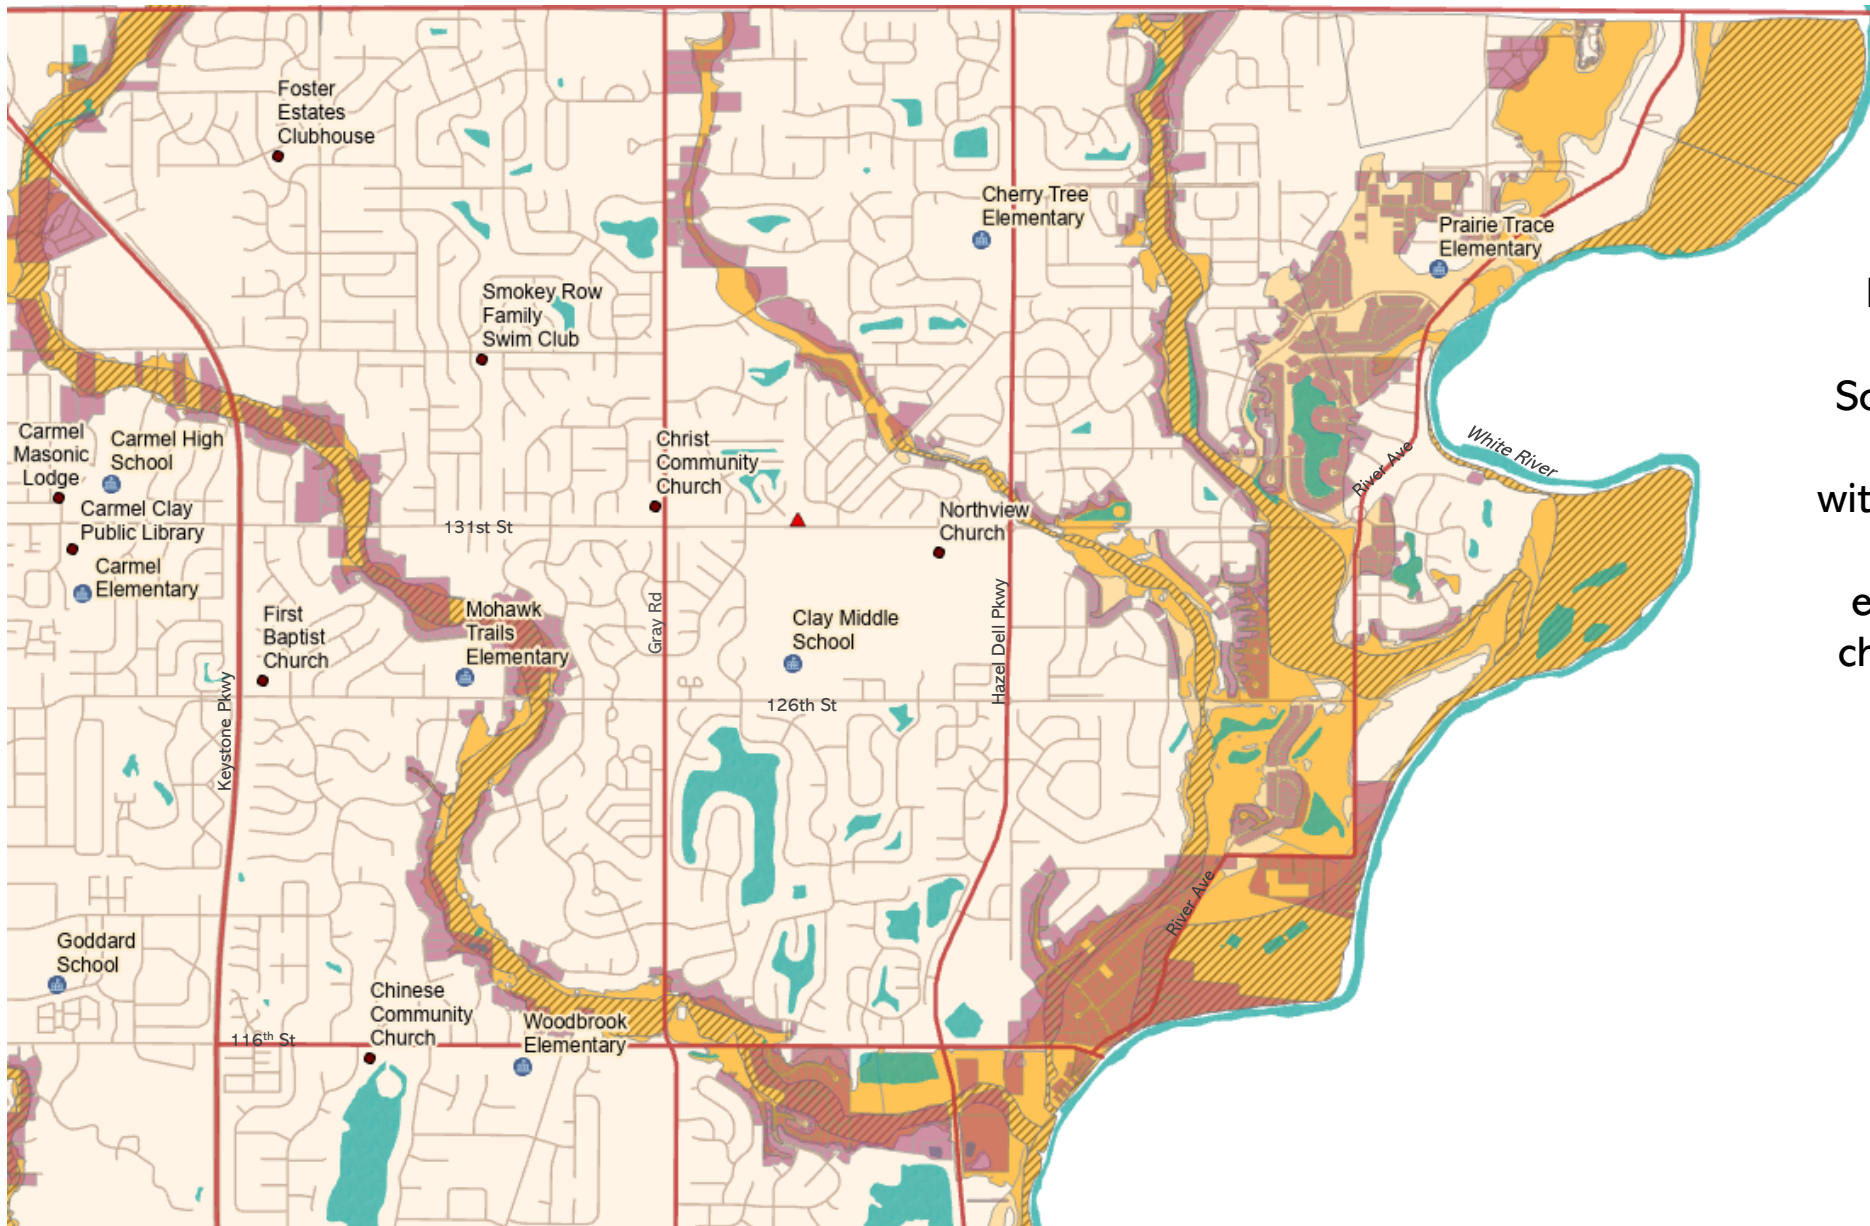 Foster
Estates
Clubhouse
Cherry Tree
Elementary
Prairie Trace
Elementary
Smokey Row
Family
Swim Club
Carmel
Masonic
Lodge
Carmel High
School
Christ
Community
Church
White River
River Ave
Carmel Clay
Public Library
131st St
Northview
Church
Carmel
Elementary
First
Baptist
Church
Mohawk
Trails
Elementary
Gray Rd
Clay Middle
School
Hazel Dell Pkwy
Keystone Pkwy
126th St
River Ave
Goddard
School
Chinese
Community
Church
Woodbrook
Elementary
116th St
wit
e
ch